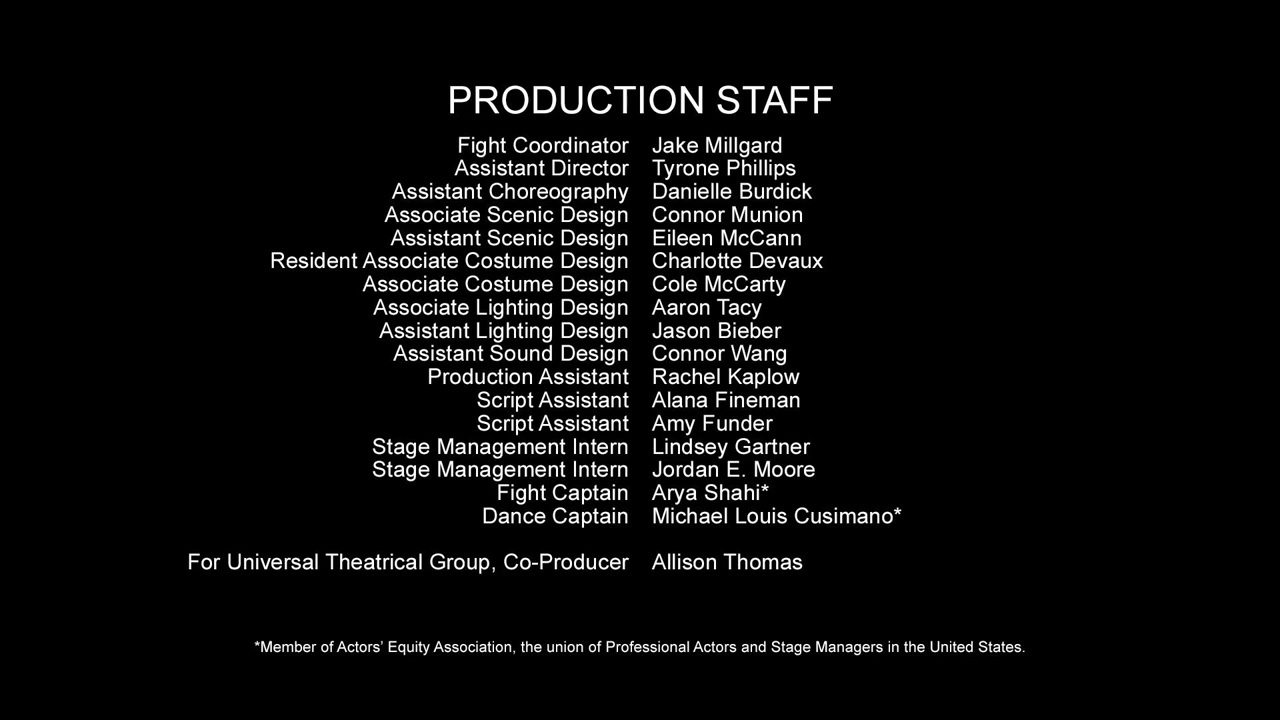 PRODUCTION STAFF
Fight Coordinator Jake Millgard
Assistant Director Tyrone Phillips
Assistant Choreography Danielle Burdick
Associate Scenic Design Connor Munion
Assistant Scenic Design Eileen McCann
Resident Associate Costume Design Charlotte Devaux
Associate Costume Design Cole McCarty
Associate Lighting Design Aaron Tacy
Assistant Lighting Design Jason Bieber
Assistant Sound Design Connor Wang
Production Assistant Rachel Kaplow
Script Assistant Alana Fineman
Script Assistant Amy Funder
Stage Management Intern Lindsey Gartner
Stage Management Intern Jordan E. Moore
Fight Captain Arya Shahi*
Dance Captain Michael Louis Cusimano*
For Universal Theatrical Group, Co-Producer Allison Thomas
*Member of Actors’ Equity Association, the union of Professional Actors and Stage Managers in the United States.